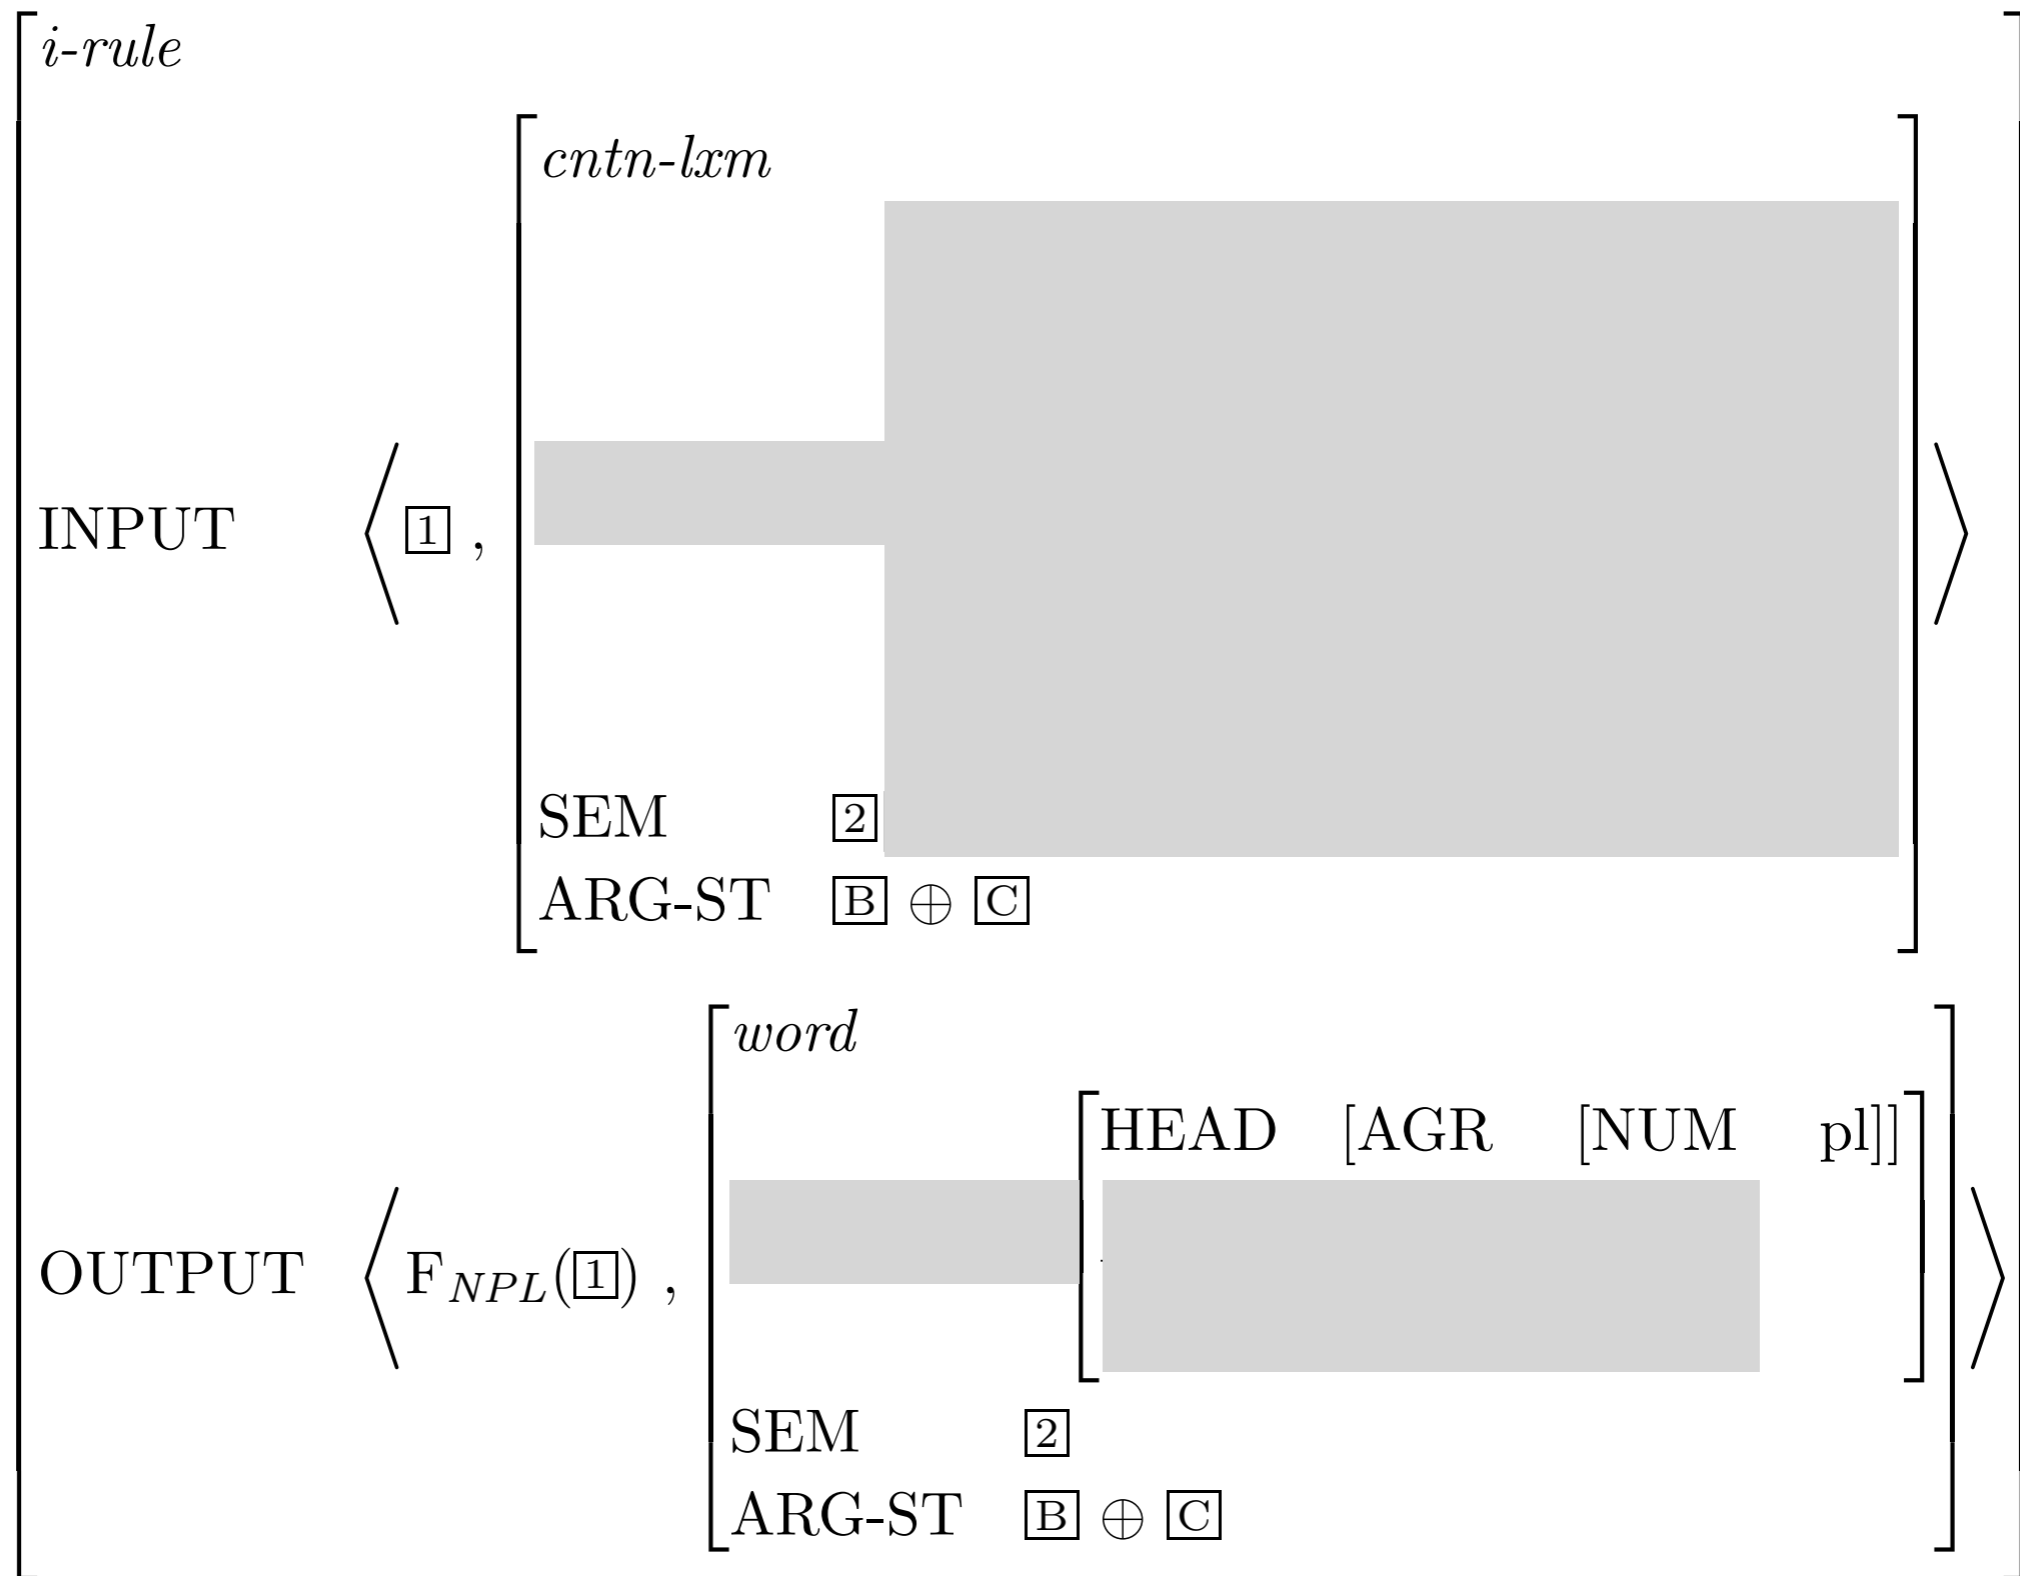 i-rule
cntn-lxm
INPUT ⟨ 1 , ⟩
SEM 2
ARG-ST B ⊕ C
word
HEAD [AGR [NUM pl]]
OUTPUT ⟨ F_NPL(1) , ⟩
SEM 2
ARG-ST B ⊕ C